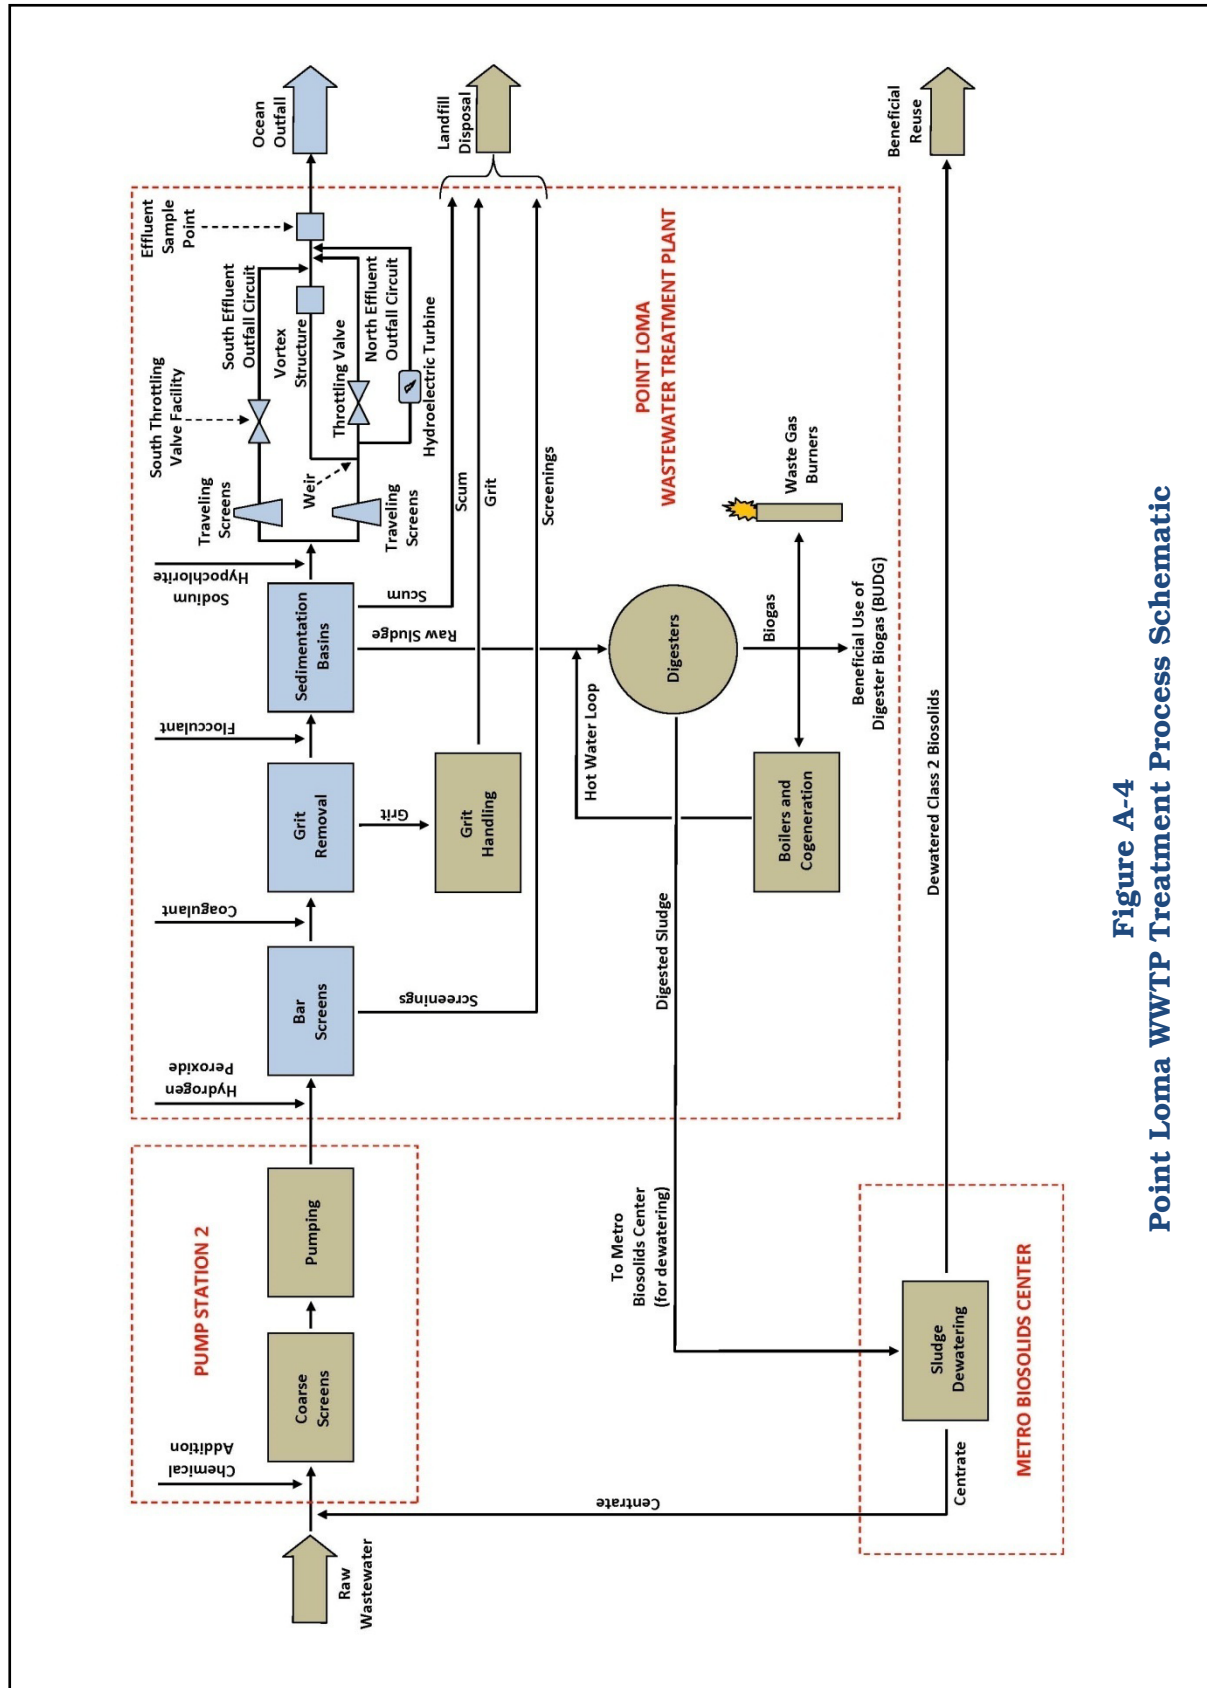 Raw
Wastewater
Chemical
Addition
PUMP STATION 2
Coarse
Screens
Pumping
Hydrogen
Peroxide
Bar
Screens
Screenings
Coagulant
Grit
Removal
Grit
Grit
Handling
Flocculant
Sedimentation
Basins
Scum
Raw Sludge
Sodium
Hypochlorite
Traveling
Screens
Traveling
Screens
Weir
South Throttling
Valve Facility
South Effluent
Outfall Circuit
Vortex
Structure
Throttling Valve
North Effluent
Outfall Circuit
Hydroelectric Turbine
Effluent
Sample
Point
Ocean
Outfall
Scum
Grit
Screenings
Landfill
Disposal
POINT LOMA
WASTEWATER TREATMENT PLANT
Hot Water Loop
Digesters
Biogas
Waste Gas
Burners
Boilers and
Cogeneration
Beneficial Use of
Digester Biogas (BUDG)
Digested Sludge
To Metro
Biosolids Center
(for dewatering)
Centrate
Centrate
Sludge
Dewatering
METRO BIOSOLIDS CENTER
Dewatered Class 2 Biosolids
Beneficial
Reuse
Figure A-4
Point Loma WWTP Treatment Process Schematic